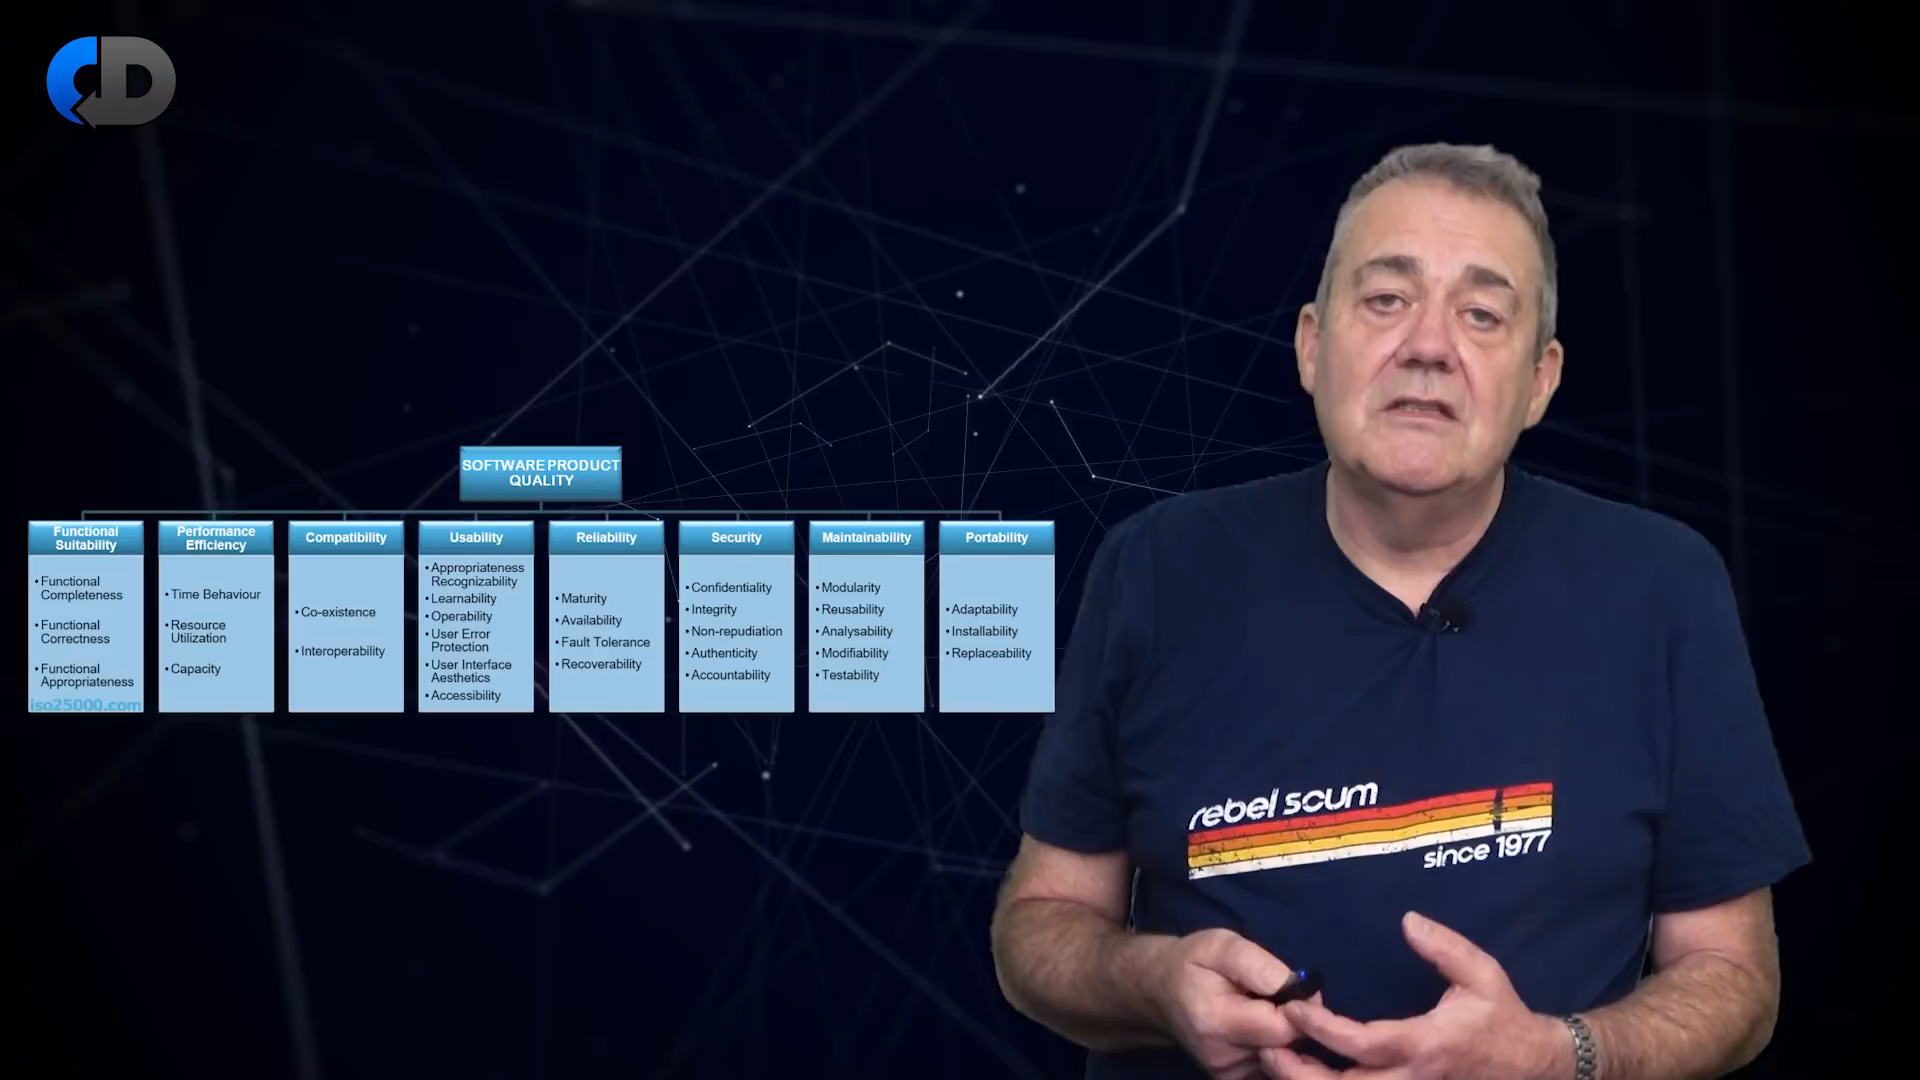 SOFTWARE PRODUCT
QUALITY
Functional
Suitability
• Functional
Completeness
• Functional
Correctness
• Functional
Appropriateness
iso25000.com
Performance
Efficiency
• Time Behaviour
• Resource
Utilization
• Capacity
Compatibility
• Co-existence
• Interoperability
Usability
• Appropriateness
Recognizability
• Learnability
• Operability
• User Error
Protection
• User Interface
Aesthetics
• Accessibility
Reliability
• Maturity
• Availability
• Fault Tolerance
• Recoverability
Security
• Confidentiality
• Integrity
• Non-repudiation
• Authenticity
• Accountability
Maintainability
• Modularity
• Reusability
• Analysability
• Modifiability
• Testability
Portability
• Adaptability
• Installability
• Replaceability
rebel scum
since 1977